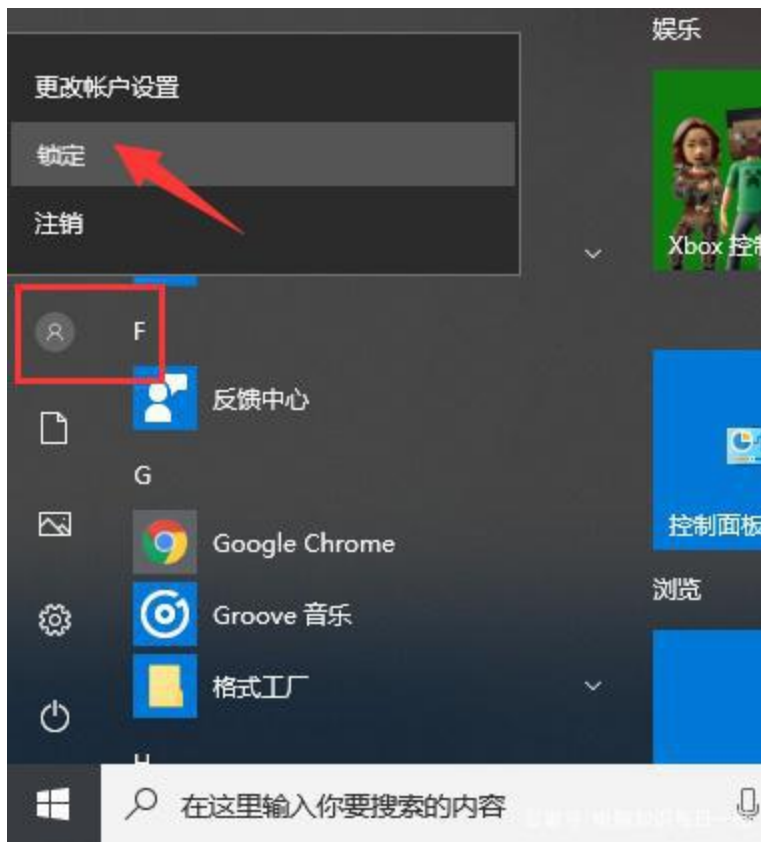 娱乐
更改帐户设置
锁定
注销
Xbox 控制
F
反馈中心
G
控制面板
Google Chrome
浏览
Groove 音乐
格式工厂
H
在这里输入你要搜索的内容